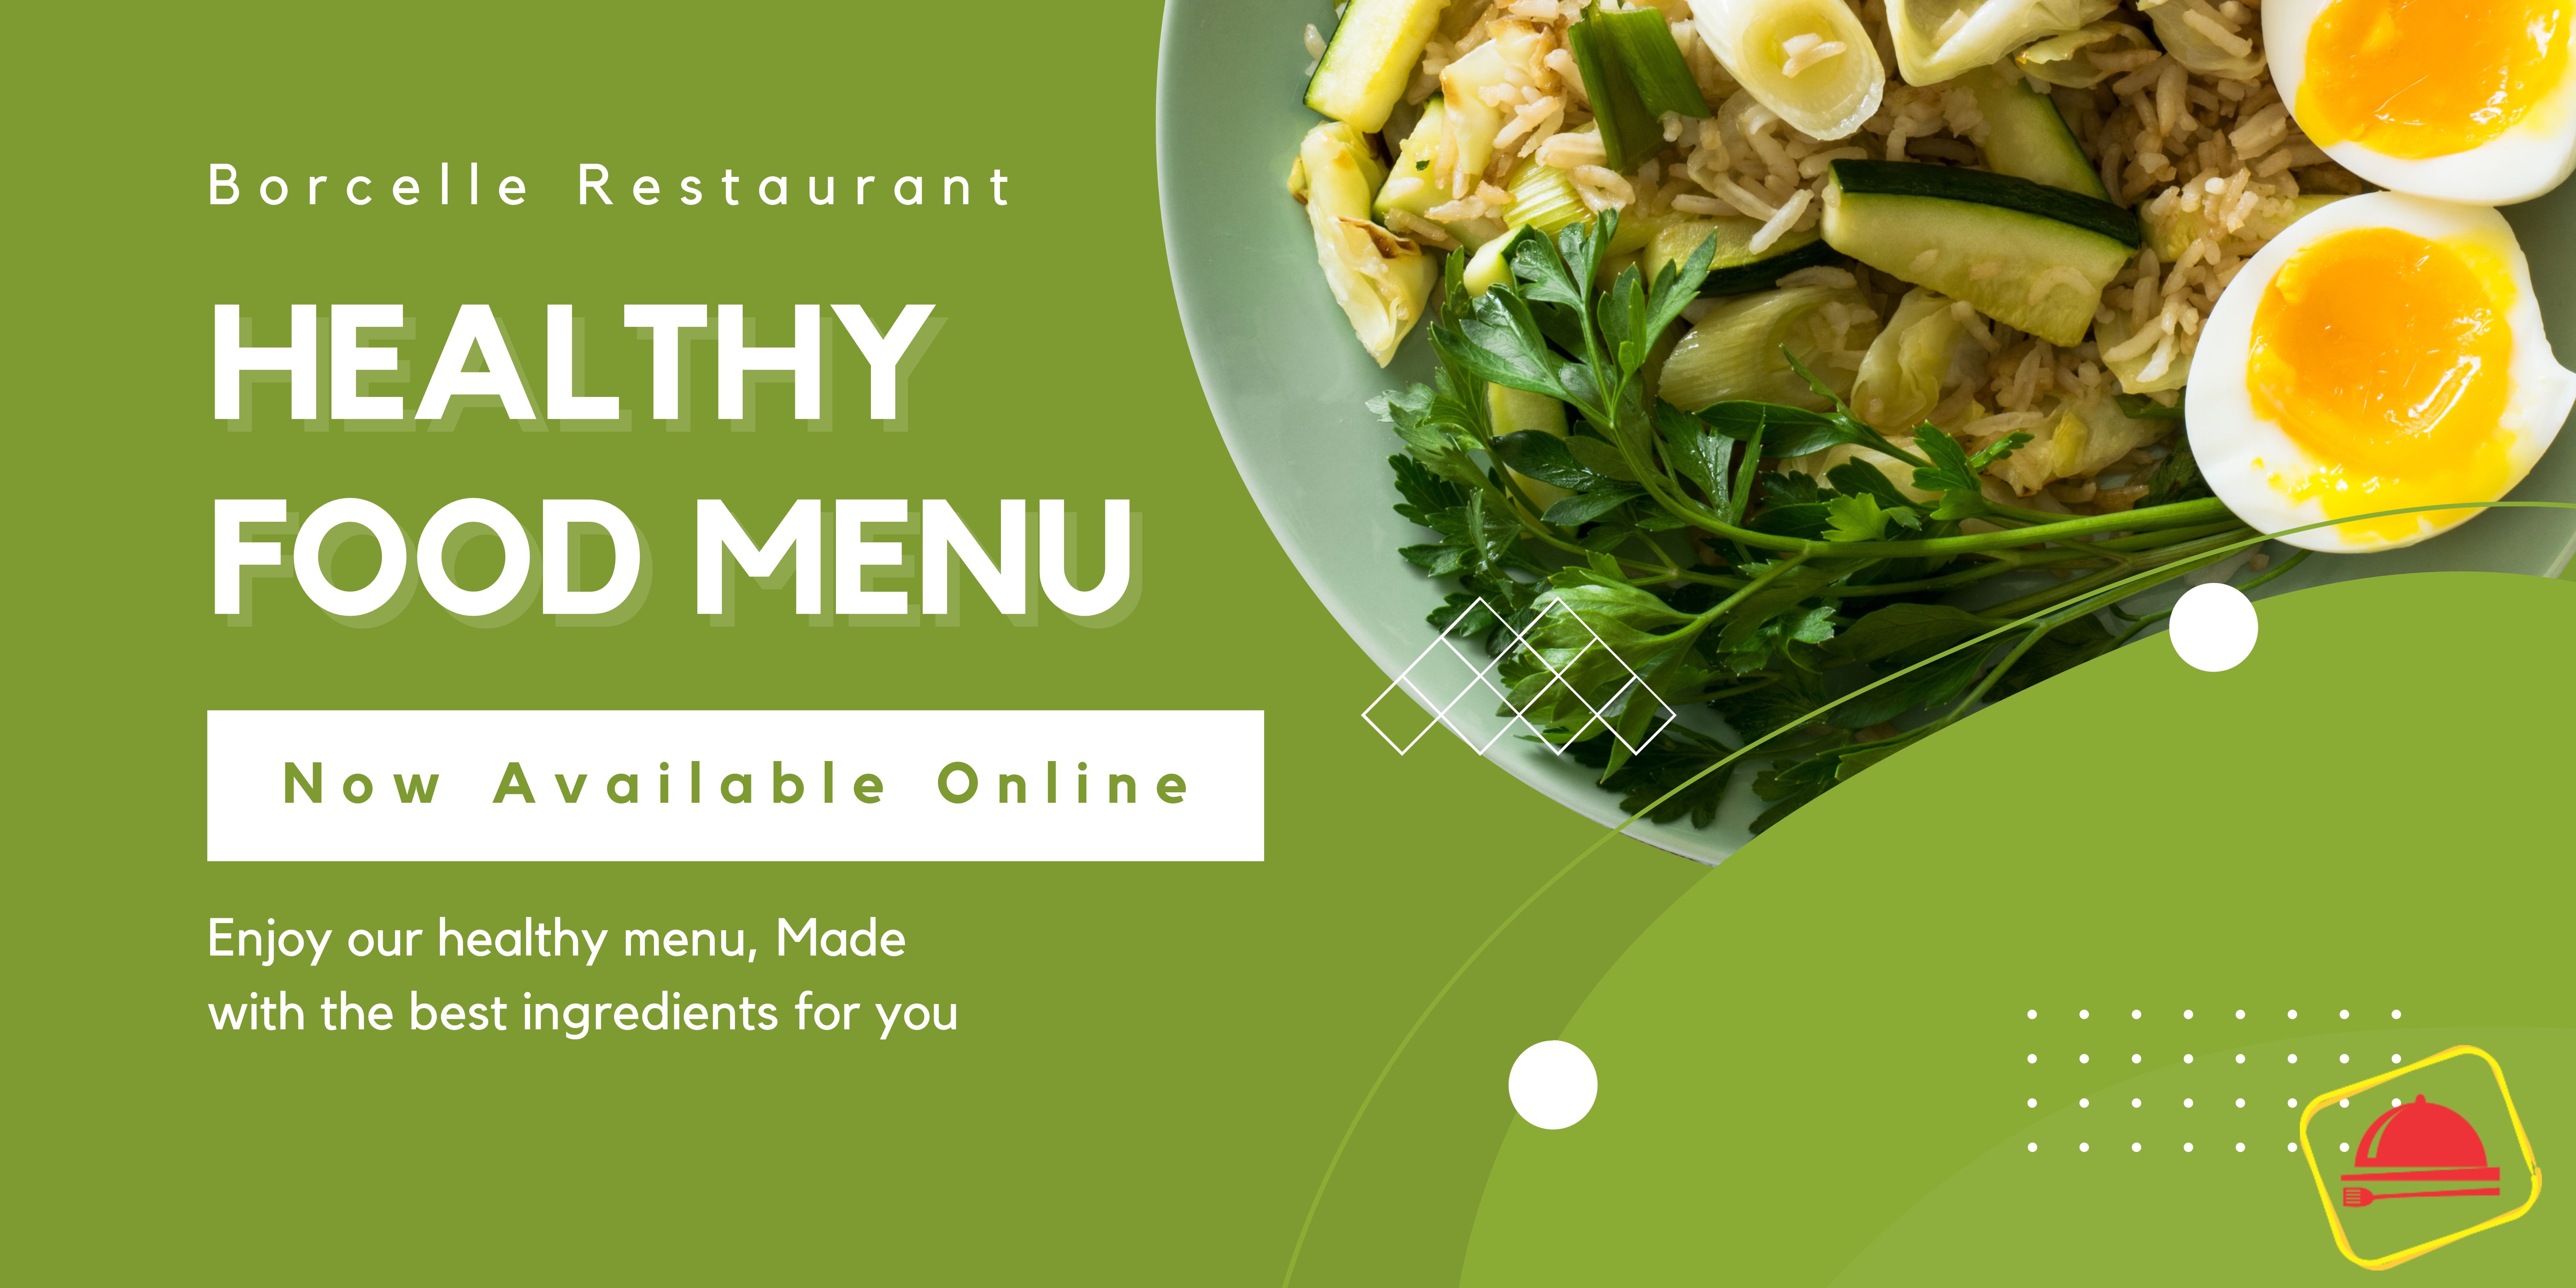 Borcelle Restaurant
HEALTHY
FOOD MENU
Now Available Online
Enjoy our healthy menu, Made
with the best ingredients for you